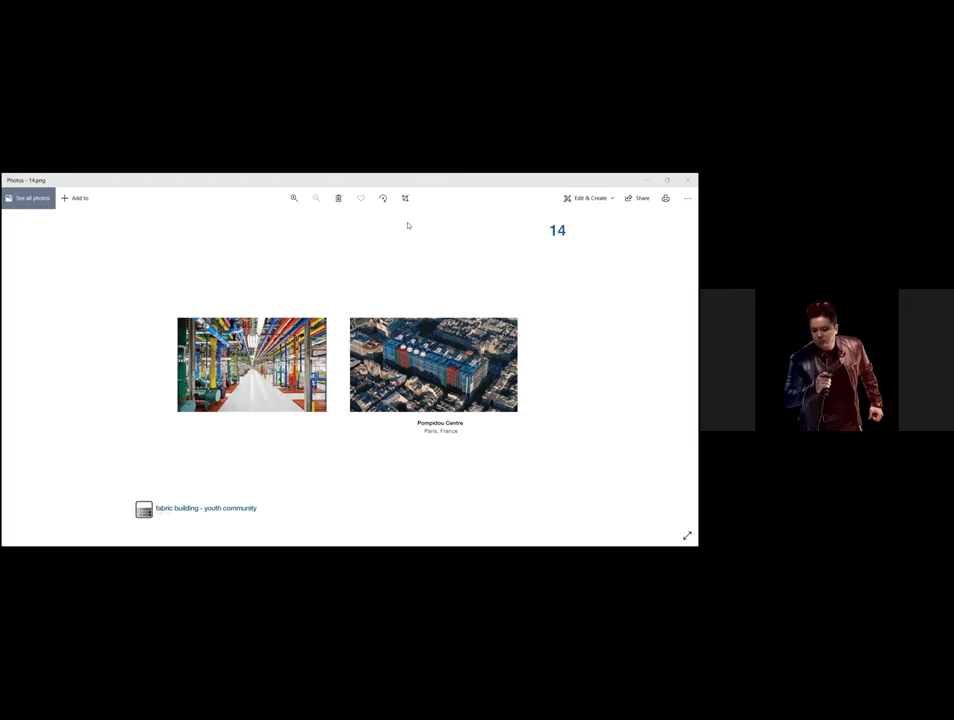 Photos - 14.png
See all photos
Add to
Edit & Create
Share
14
Pompidou Centre
Paris, France
fabric building - youth community